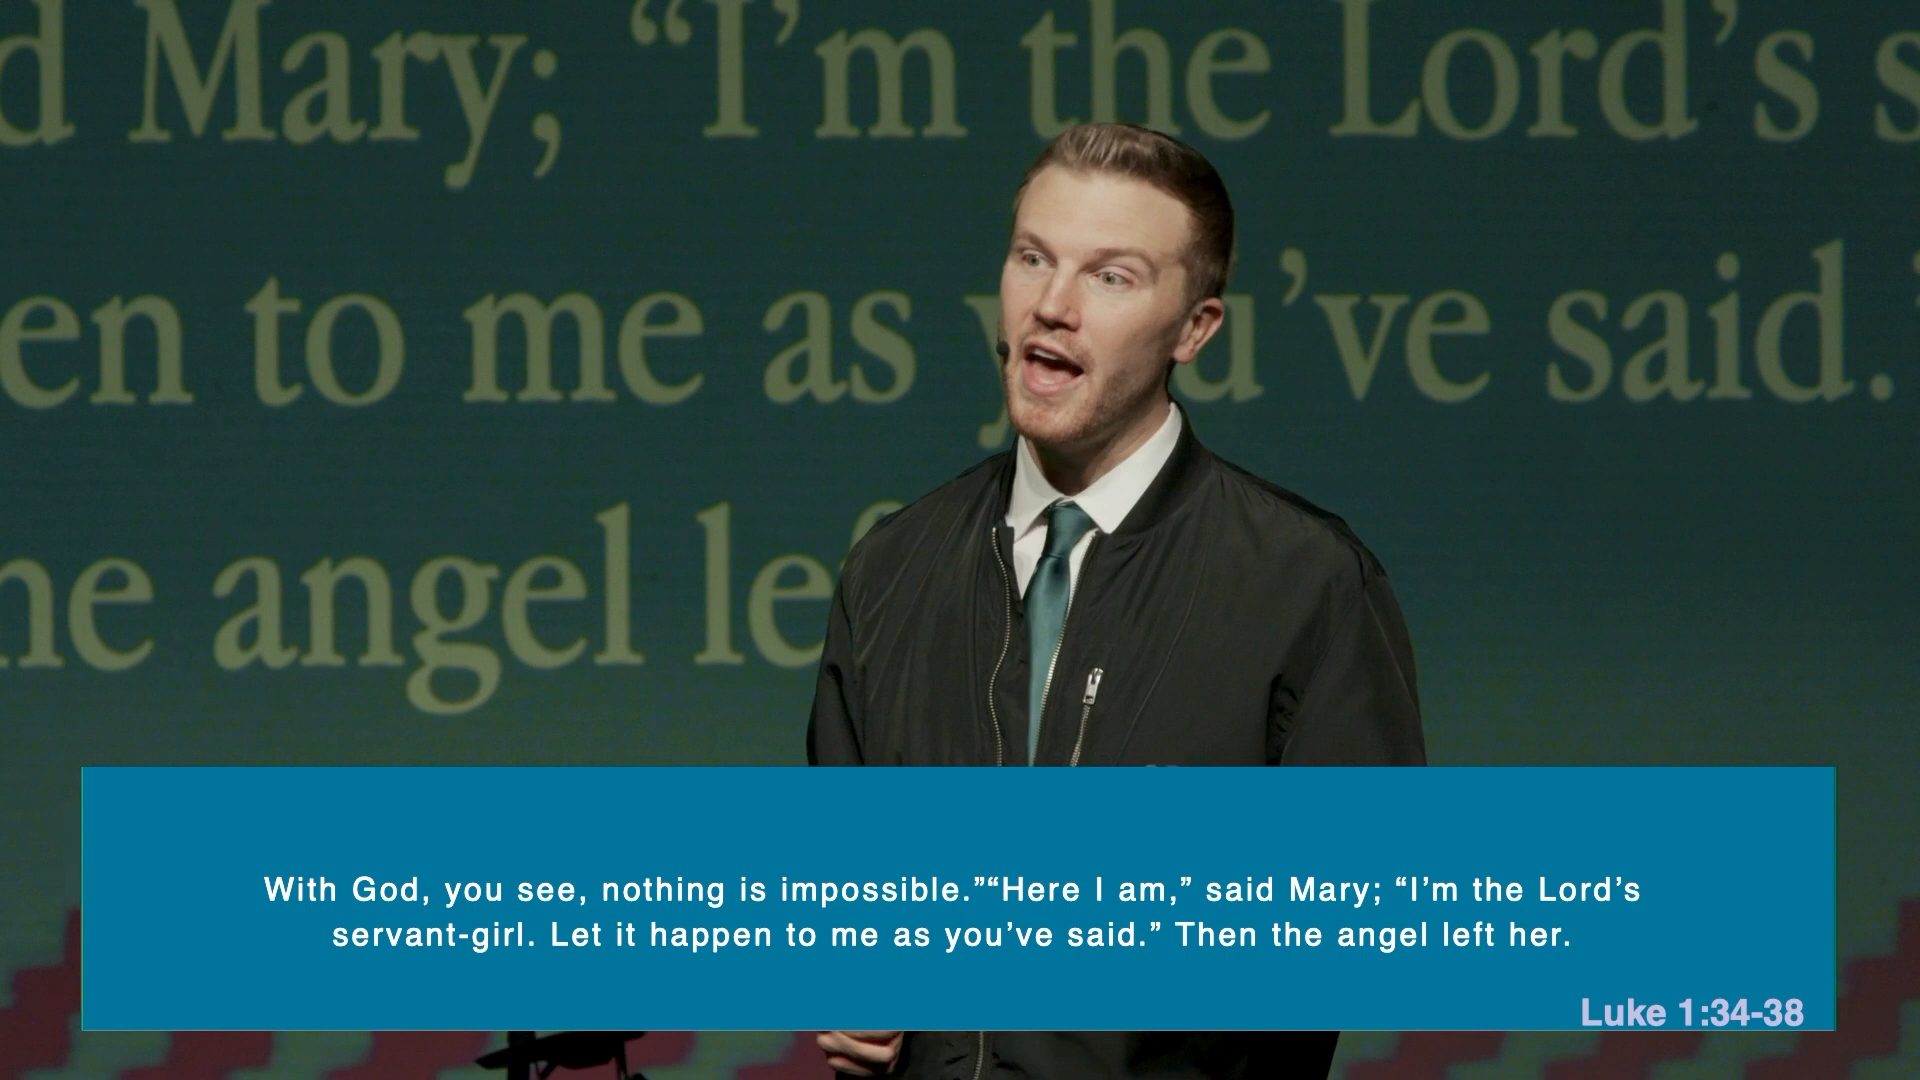 d Mary; “I’m the Lord’s s
en to me as you’ve said.
he angel lef
With God, you see, nothing is impossible.”“Here I am,” said Mary; “I’m the Lord’s
servant-girl. Let it happen to me as you’ve said.” Then the angel left her.
Luke 1:34-38